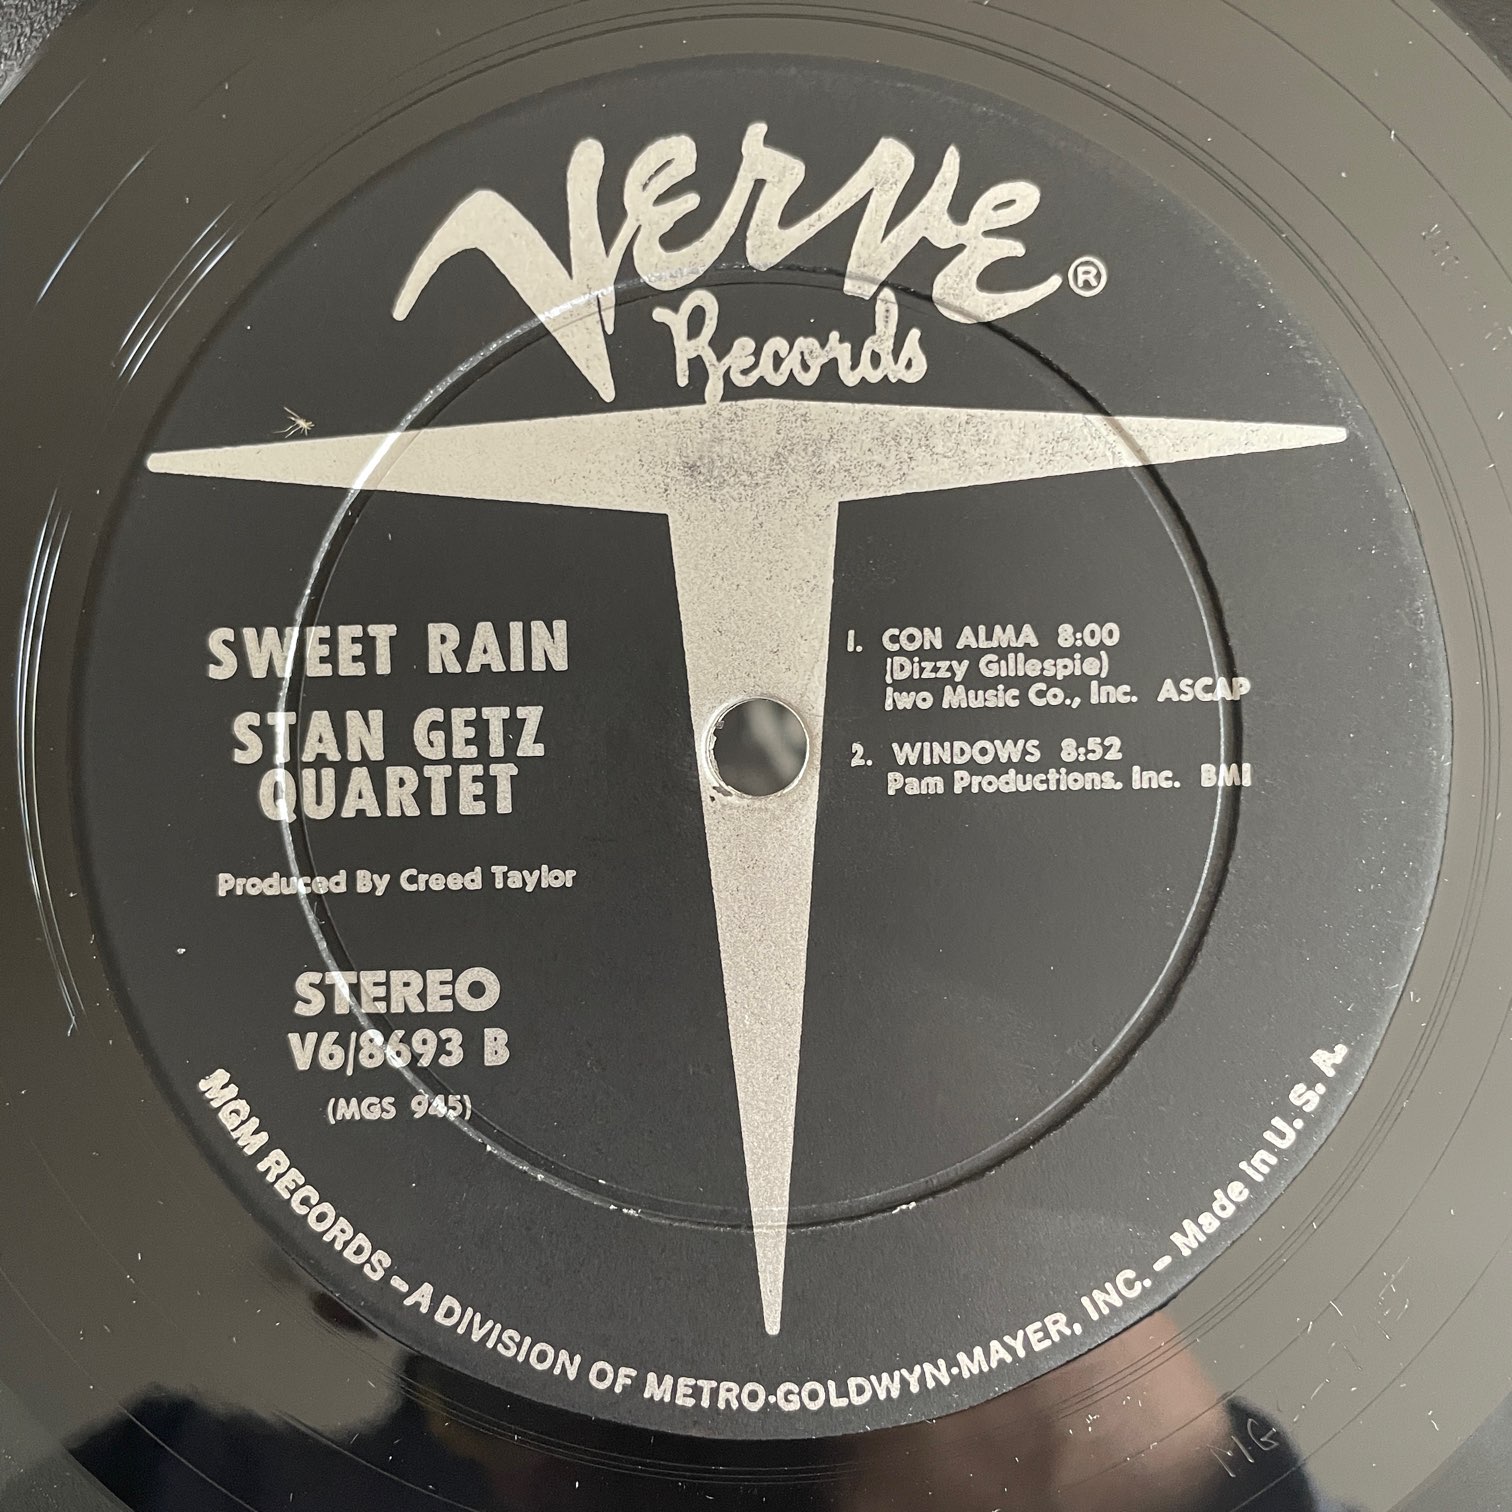 Verve®
Records
SWEET RAIN
STAN GETZ
QUARTET
Produced By Creed Taylor
STEREO
V6/8693 B
(MGS 945)
1. CON ALMA 8:00
(Dizzy Gillespie)
Iwo Music Co., Inc. ASCAP
2. WINDOWS 8:52
Pam Productions, Inc. BMI
MGM RECORDS – A DIVISION OF METRO-GOLDWYN-MAYER, INC. – Made in U. S. A.